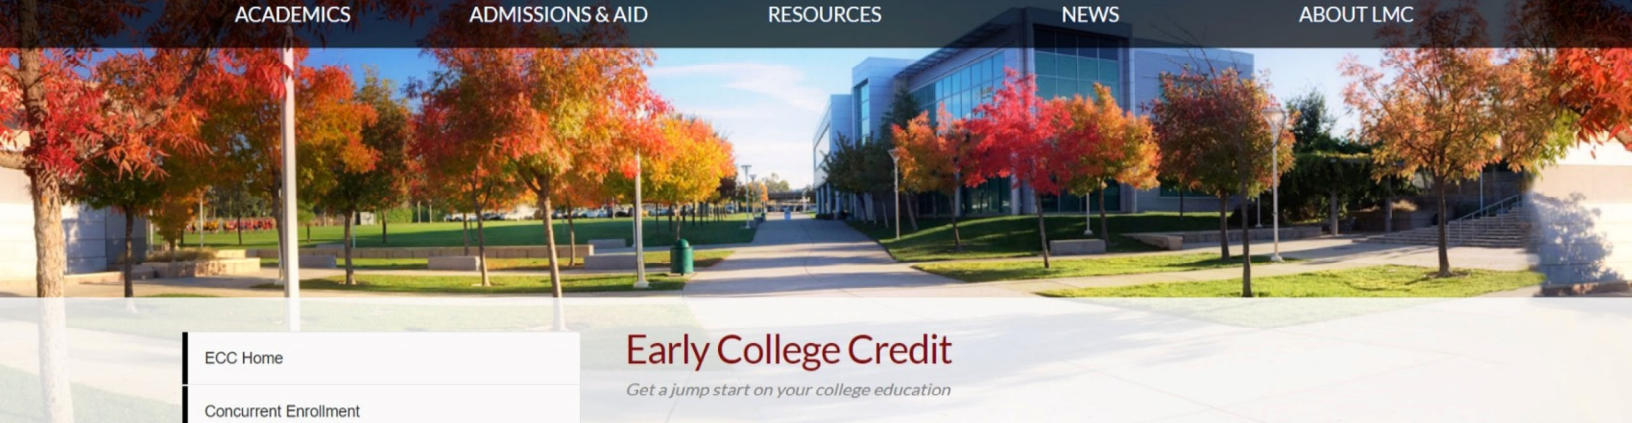 ACADEMICS ADMISSIONS & AID RESOURCES NEWS ABOUT LMC
Early College Credit
Get a jump start on your college education
ECC Home
Concurrent Enrollment